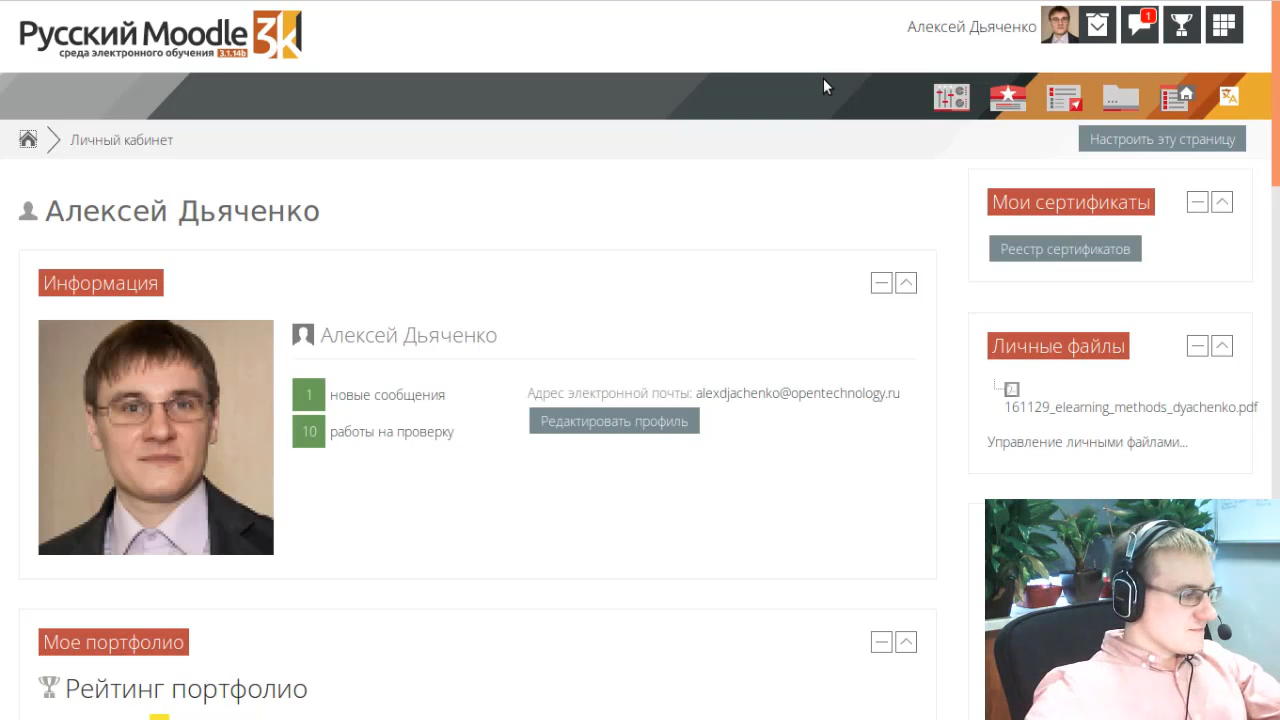 Русский Moodle 3k
среда электронного обучения 3.1.14b
Алексей Дьяченко
1
Личный кабинет
Настроить эту страницу
Алексей Дьяченко
Информация
Алексей Дьяченко
1 новые сообщения
10 работы на проверку
Адрес электронной почты: alexdjachenko@opentechnology.ru
Редактировать профиль
Мое портфолио
Рейтинг портфолио
Мои сертификаты
Реестр сертификатов
Личные файлы
161129_elearning_methods_dyachenko.pdf
Управление личными файлами...